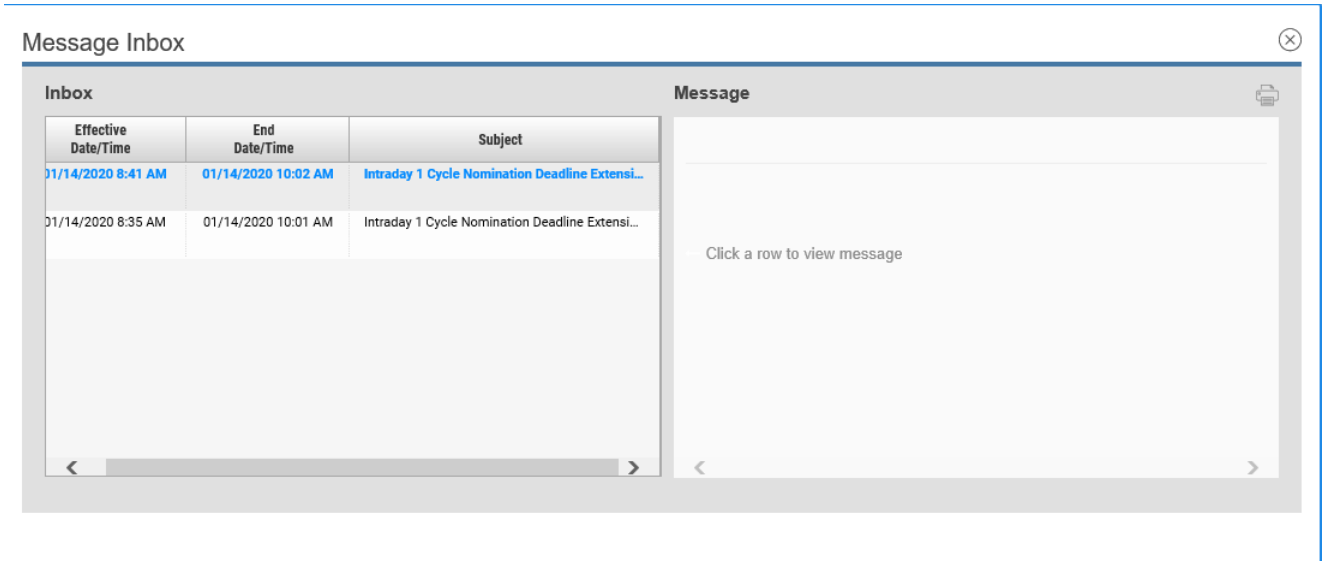 Message Inbox
Inbox
Message
Effective Date/Time
End Date/Time
Subject
01/14/2020 8:41 AM 01/14/2020 10:02 AM Intraday 1 Cycle Nomination Deadline Extensi...
01/14/2020 8:35 AM 01/14/2020 10:01 AM Intraday 1 Cycle Nomination Deadline Extensi...
Click a row to view message